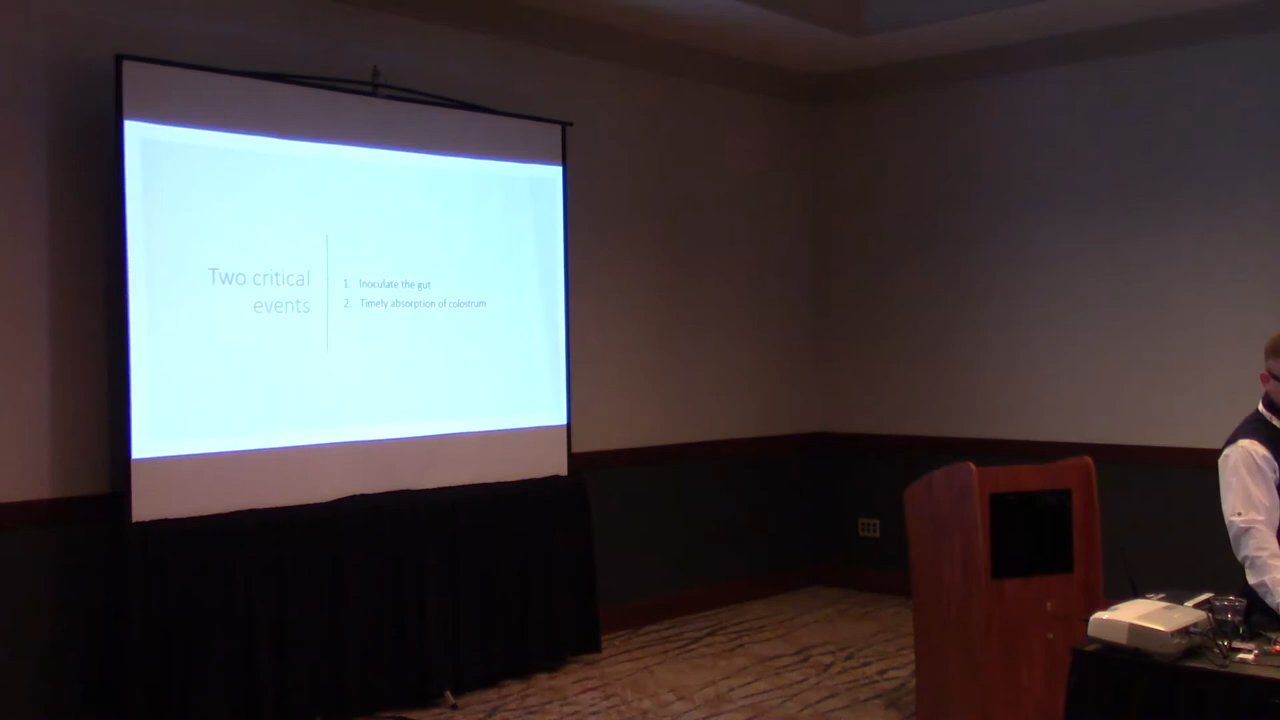 Two critical
events
1. Inoculate the gut
2. Timely absorption of colostrum